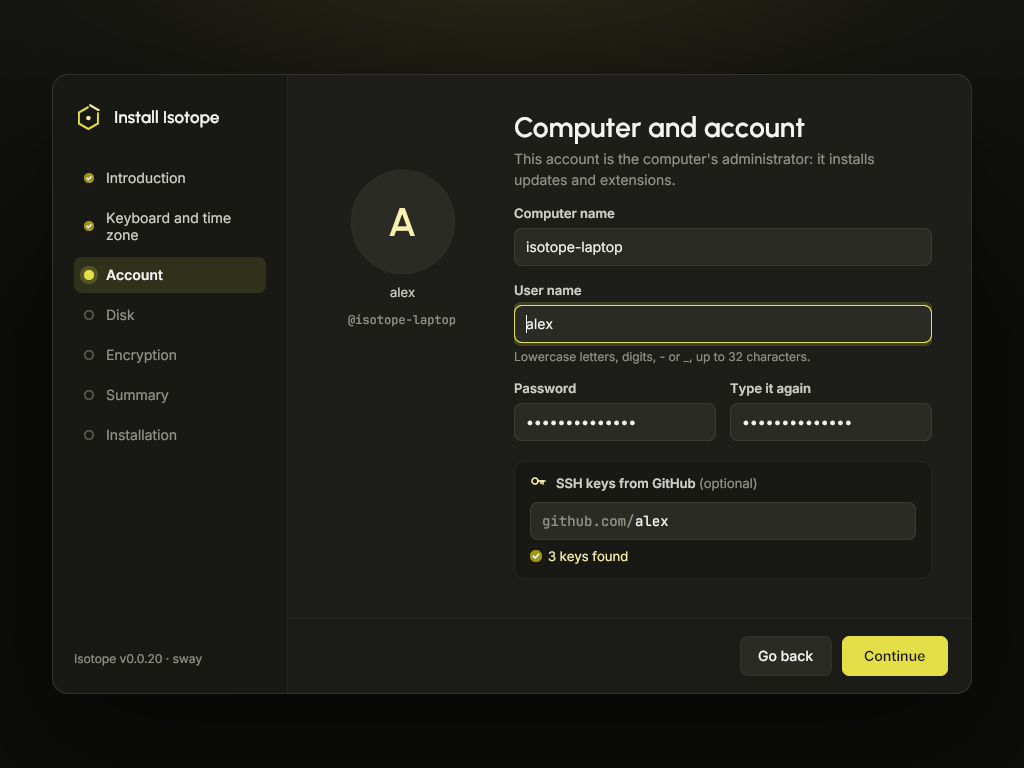 Install Isotope
Introduction
Keyboard and time
zone
Account
Disk
Encryption
Summary
Installation
Isotope v0.0.20 · sway
A
alex
@isotope-laptop
Computer and account
This account is the computer's administrator: it installs
updates and extensions.
Computer name
isotope-laptop
User name
alex
Lowercase letters, digits, - or _, up to 32 characters.
Password
Type it again
••••••••••••••
••••••••••••••
SSH keys from GitHub (optional)
github.com/alex
3 keys found
Go back
Continue